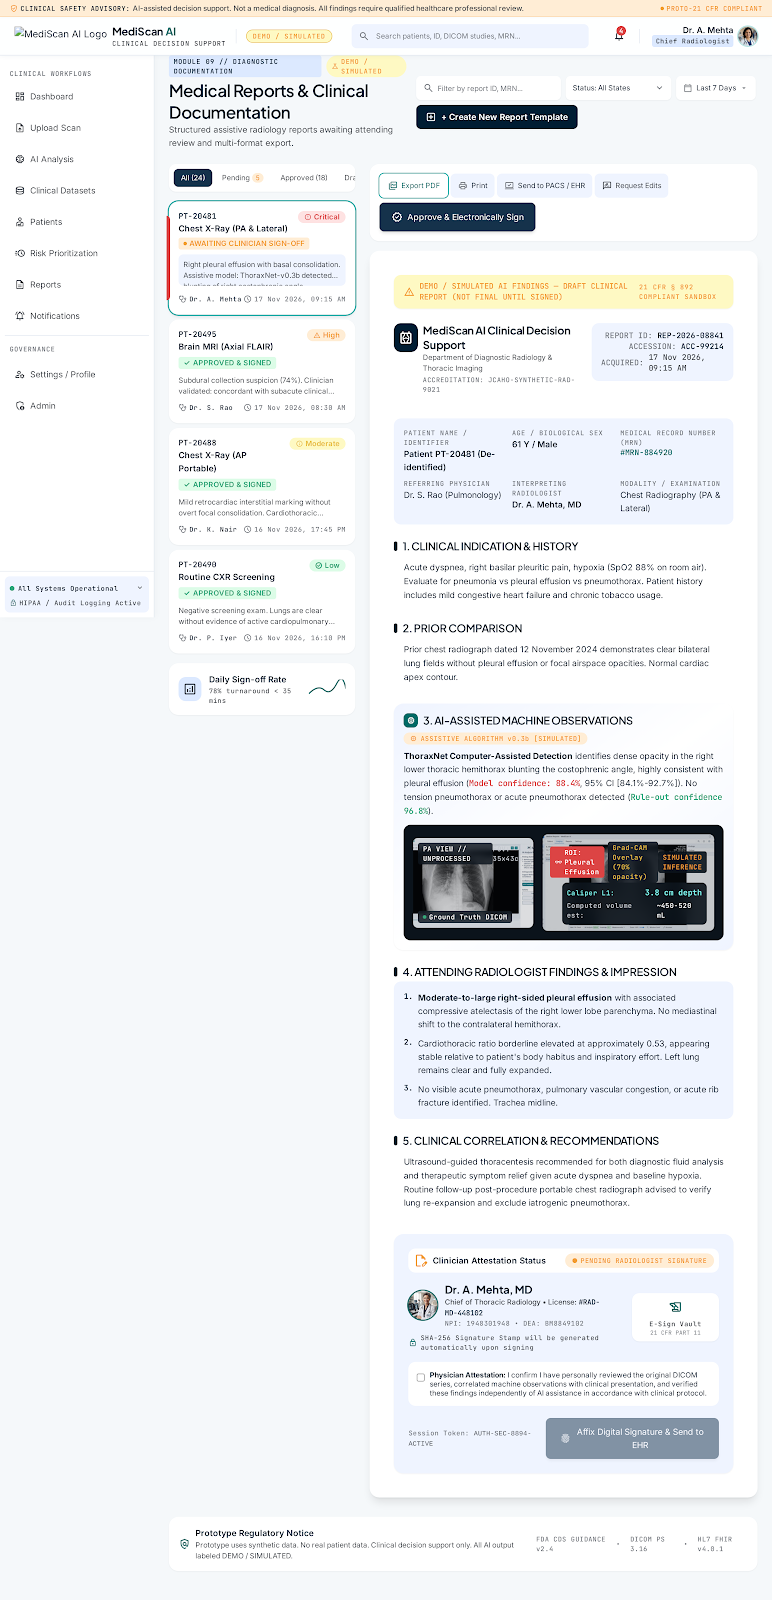 CLINICAL SAFETY ADVISORY: AI-assisted decision support. Not a medical diagnosis. All findings require qualified healthcare professional review.
PROTO-21 CFR COMPLIANT
MediScan AI Logo
MediScan AI
CLINICAL DECISION SUPPORT
DEMO / SIMULATED
Search patients, ID, DICOM studies, MRN...
4
Dr. A. Mehta
Chief Radiologist
CLINICAL WORKFLOWS
Dashboard
Upload Scan
AI Analysis
Clinical Datasets
Patients
Risk Prioritization
Reports
Notifications
GOVERNANCE
Settings / Profile
Admin
All Systems Operational
HIPAA / Audit Logging Active
MODULE 09 // DIAGNOSTIC
DOCUMENTATION
DEMO /
SIMULATED
Medical Reports & Clinical
Documentation
Structured assistive radiology reports awaiting attending
review and multi-format export.
Filter by report ID, MRN...
Status: All States
Last 7 Days
+ Create New Report Template
All (24)
Pending 5
Approved (18)
Dra
PT-20481
Critical
Chest X-Ray (PA & Lateral)
AWAITING CLINICIAN SIGN-OFF
Right pleural effusion with basal consolidation.
Assistive model: ThoraxNet-v0.3b detected...
blunting of right costophrenic angle
Dr. A. Mehta
17 Nov 2026, 09:15 AM
PT-20495
High
Brain MRI (Axial FLAIR)
APPROVED & SIGNED
Subdural collection suspicion (74%). Clinician
validated: concordant with subacute clinical...
Dr. S. Rao
17 Nov 2026, 08:30 AM
PT-20488
Moderate
Chest X-Ray (AP
Portable)
APPROVED & SIGNED
Mild retrocardiac interstitial marking without
overt focal consolidation. Cardiothoracic...
Dr. K. Nair
16 Nov 2026, 17:45 PM
PT-20490
Low
Routine CXR Screening
APPROVED & SIGNED
Negative screening exam. Lungs are clear
without evidence of active cardiopulmonary...
Dr. P. Iyer
16 Nov 2026, 16:10 PM
Daily Sign-off Rate
78% turnaround < 35
mins
Export PDF
Print
Send to PACS / EHR
Request Edits
Approve & Electronically Sign
DEMO / SIMULATED AI FINDINGS — DRAFT CLINICAL
REPORT (NOT FINAL UNTIL SIGNED)
21 CFR § 892
COMPLIANT SANDBOX
MediScan AI Clinical Decision
Support
Department of Diagnostic Radiology &
Thoracic Imaging
ACCREDITATION: JCAHO-SYNTHETIC-RAD-
9021
REPORT ID: REP-2026-08841
ACCESSION: ACC-99214
ACQUIRED: 17 Nov 2026,
09:15 AM
PATIENT NAME /
IDENTIFIER
Patient PT-20481 (De-
identified)
AGE / BIOLOGICAL SEX
61 Y / Male
MEDICAL RECORD NUMBER
(MRN)
#MRN-884920
REFERRING PHYSICIAN
Dr. S. Rao (Pulmonology)
INTERPRETING
RADIOLOGIST
Dr. A. Mehta, MD
MODALITY / EXAMINATION
Chest Radiography (PA &
Lateral)
1. CLINICAL INDICATION & HISTORY
Acute dyspnea, right basilar pleuritic pain, hypoxia (SpO2 88% on room air).
Evaluate for pneumonia vs pleural effusion vs pneumothorax. Patient history
includes mild congestive heart failure and chronic tobacco usage.
2. PRIOR COMPARISON
Prior chest radiograph dated 12 November 2024 demonstrates clear bilateral
lung fields without pleural effusion or focal airspace opacities. Normal cardiac
apex contour.
3. AI-ASSISTED MACHINE OBSERVATIONS
ASSISTIVE ALGORITHM v0.3b [SIMULATED]
ThoraxNet Computer-Assisted Detection identifies dense opacity in the right
lower thoracic hemithorax blunting the costophrenic angle, highly consistent with
pleural effusion (Model confidence: 88.4%, 95% CI [84.1%-92.7%]). No
tension pneumothorax or acute pneumothorax detected (Rule-out confidence
96.8%).
PA VIEW //
UNPROCESSED
35x43c
Ground Truth DICOM
ROI:
Pleural
Effusion
Grad-CAM
Overlay
(70%
opacity)
SIMULATED
INFERENCE
Caliper L1: 3.8 cm depth
Computed volume
est:
~450-520
mL
4. ATTENDING RADIOLOGIST FINDINGS & IMPRESSION
1. Moderate-to-large right-sided pleural effusion with associated
compressive atelectasis of the right lower lobe parenchyma. No mediastinal
shift to the contralateral hemithorax.
2. Cardiothoracic ratio borderline elevated at approximately 0.53, appearing
stable relative to patient's body habitus and inspiratory effort. Left lung
remains clear and fully expanded.
3. No visible acute pneumothorax, pulmonary vascular congestion, or acute rib
fracture identified. Trachea midline.
5. CLINICAL CORRELATION & RECOMMENDATIONS
Ultrasound-guided thoracentesis recommended for both diagnostic fluid analysis
and therapeutic symptom relief given acute dyspnea and baseline hypoxia.
Routine follow-up post-procedure portable chest radiograph advised to verify
lung re-expansion and exclude iatrogenic pneumothorax.
Clinician Attestation Status
PENDING RADIOLOGIST SIGNATURE
Dr. A. Mehta, MD
Chief of Thoracic Radiology • License: #RAD-
MD-448102
NPI: 1948301948 • DEA: BM8849102
SHA-256 Signature Stamp will be generated
automatically upon signing
E-Sign Vault
21 CFR PART 11
Physician Attestation: I confirm I have personally reviewed the original DICOM
series, correlated machine observations with clinical presentation, and verified
these findings independently of AI assistance in accordance with clinical protocol.
Session Token: AUTH-SEC-8894-
ACTIVE
Affix Digital Signature & Send to
EHR
Prototype Regulatory Notice
Prototype uses synthetic data. No real patient data. Clinical decision support only. All AI output
labeled DEMO / SIMULATED.
FDA CDS GUIDANCE
v2.4
•
DICOM PS
3.16
•
HL7 FHIR
v4.0.1